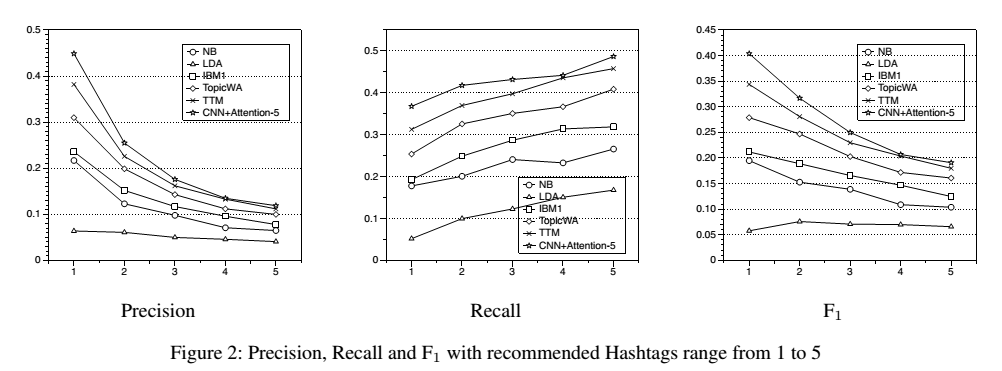 0.5
0.4
0.3
0.2
0.1
0
1 2 3 4 5
NB
LDA
IBM1
TopicWA
TTM
CNN+Attention-5
Precision
0.5
0.4
0.3
0.2
0.1
0
1 2 3 4 5
NB
LDA
IBM1
TopicWA
TTM
CNN+Attention-5
Recall
0.45
0.40
0.35
0.30
0.25
0.20
0.15
0.10
0.05
0
1 2 3 4 5
NB
LDA
IBM1
TopicWA
TTM
CNN+Attention-5
F₁
Figure 2: Precision, Recall and F₁ with recommended Hashtags range from 1 to 5